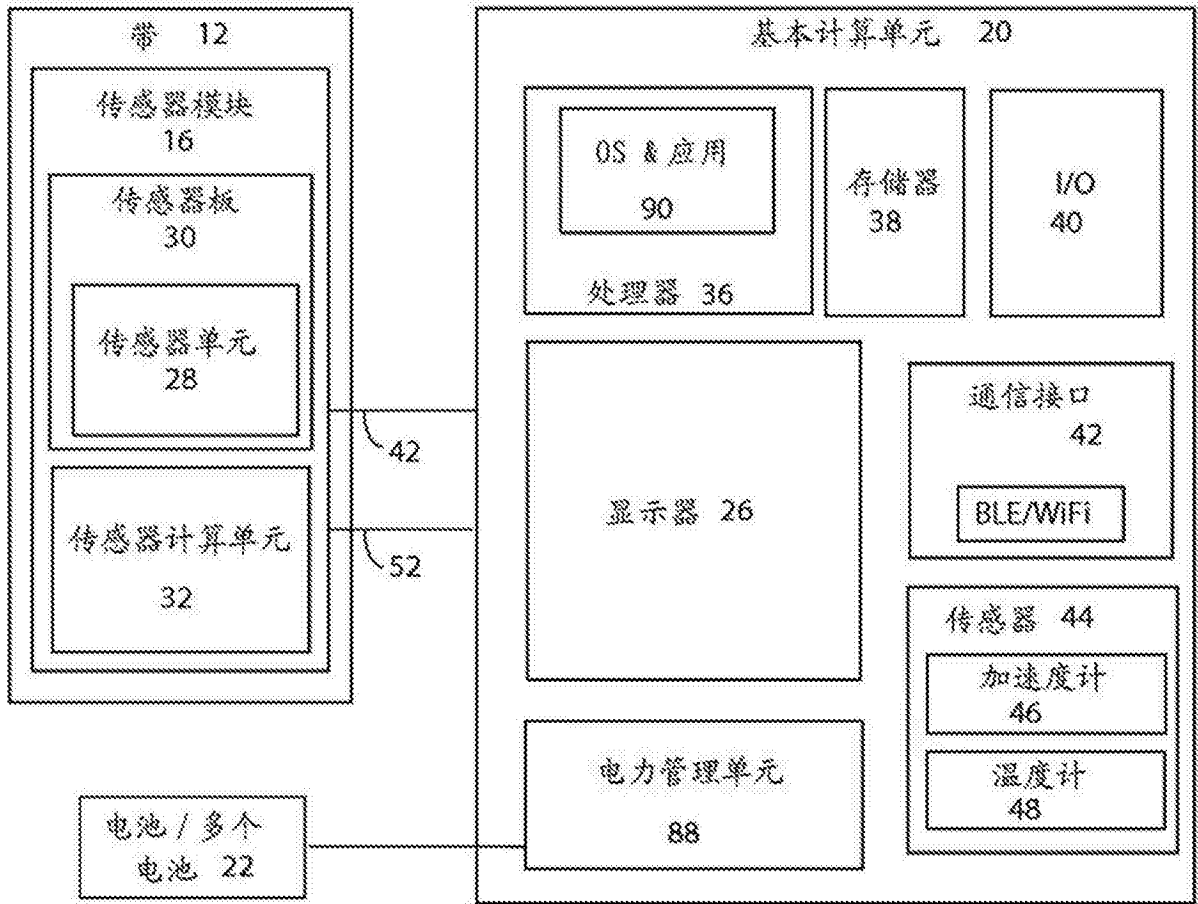 带 12
传感器模块
16
传感器板
30
传感器单元
28
传感器计算单元
32
42
52
电池/多个
电池 22
基本计算单元 20
OS & 应用
90
处理器 36
存储器
38
I/O
40
显示器 26
通信接口
42
BLE/WiFi
传感器 44
加速度计
46
温度计
48
电力管理单元
88